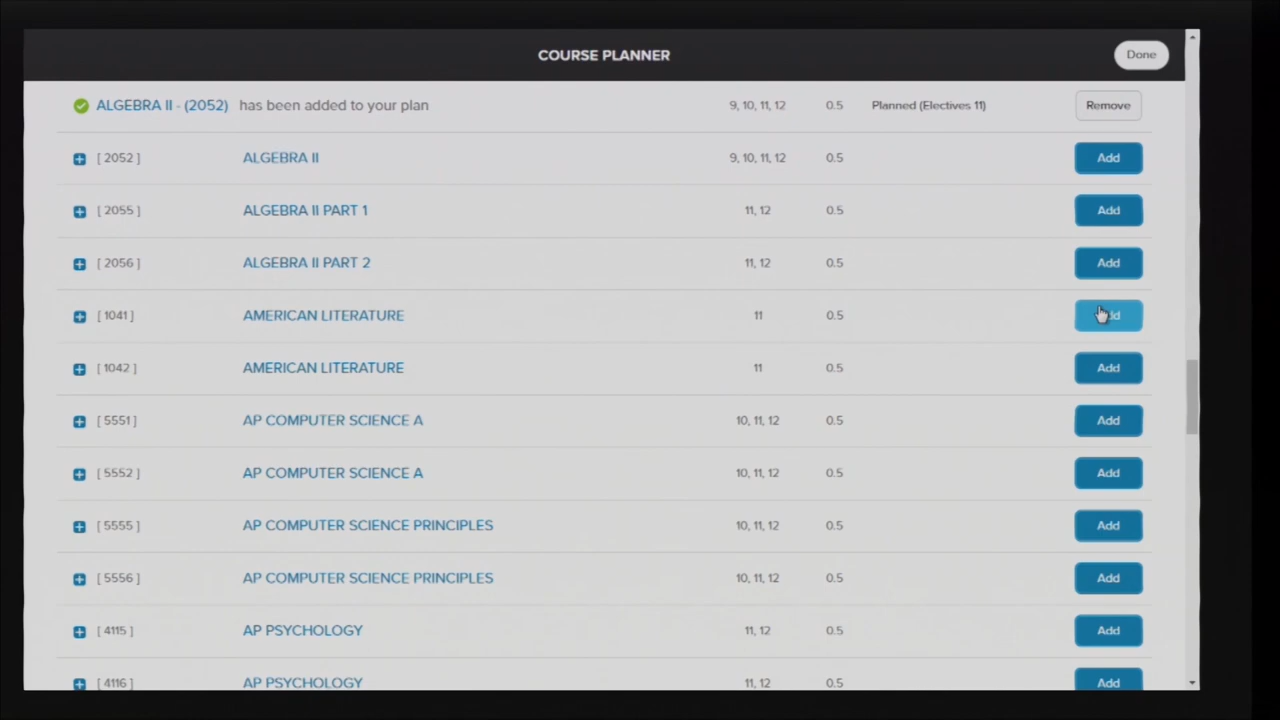 COURSE PLANNER
Done
ALGEBRA II - (2052) has been added to your plan 9, 10, 11, 12 0.5 Planned (Electives 11) Remove
[ 2052 ] ALGEBRA II 9, 10, 11, 12 0.5 Add
[ 2055 ] ALGEBRA II PART 1 11, 12 0.5 Add
[ 2056 ] ALGEBRA II PART 2 11, 12 0.5 Add
[ 1041 ] AMERICAN LITERATURE 11 0.5
[ 1042 ] AMERICAN LITERATURE 11 0.5 Add
[ 5551 ] AP COMPUTER SCIENCE A 10, 11, 12 0.5 Add
[ 5552 ] AP COMPUTER SCIENCE A 10, 11, 12 0.5 Add
[ 5555 ] AP COMPUTER SCIENCE PRINCIPLES 10, 11, 12 0.5 Add
[ 5556 ] AP COMPUTER SCIENCE PRINCIPLES 10, 11, 12 0.5 Add
[ 4115 ] AP PSYCHOLOGY 11, 12 0.5 Add
[ 4116 ] AP PSYCHOLOGY 11, 12 0.5 Add